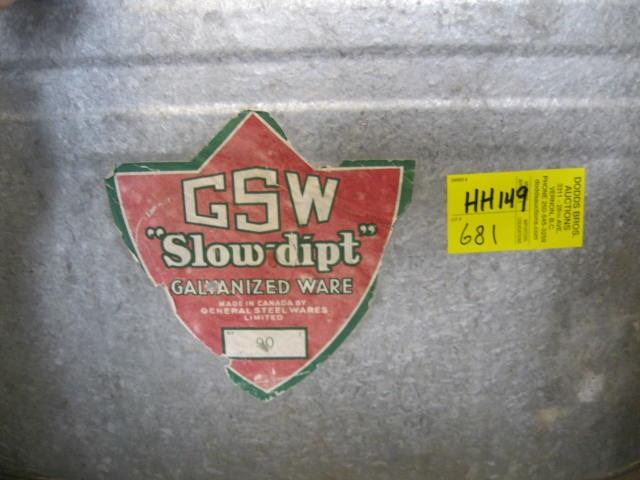 GSW
"Slow-dipt"
GALVANIZED WARE
MADE IN CANADA BY
GENERAL STEEL WARES
LIMITED
90
HH149
681
DODDS BROS.
AUCTIONS
VERNON, B.C.